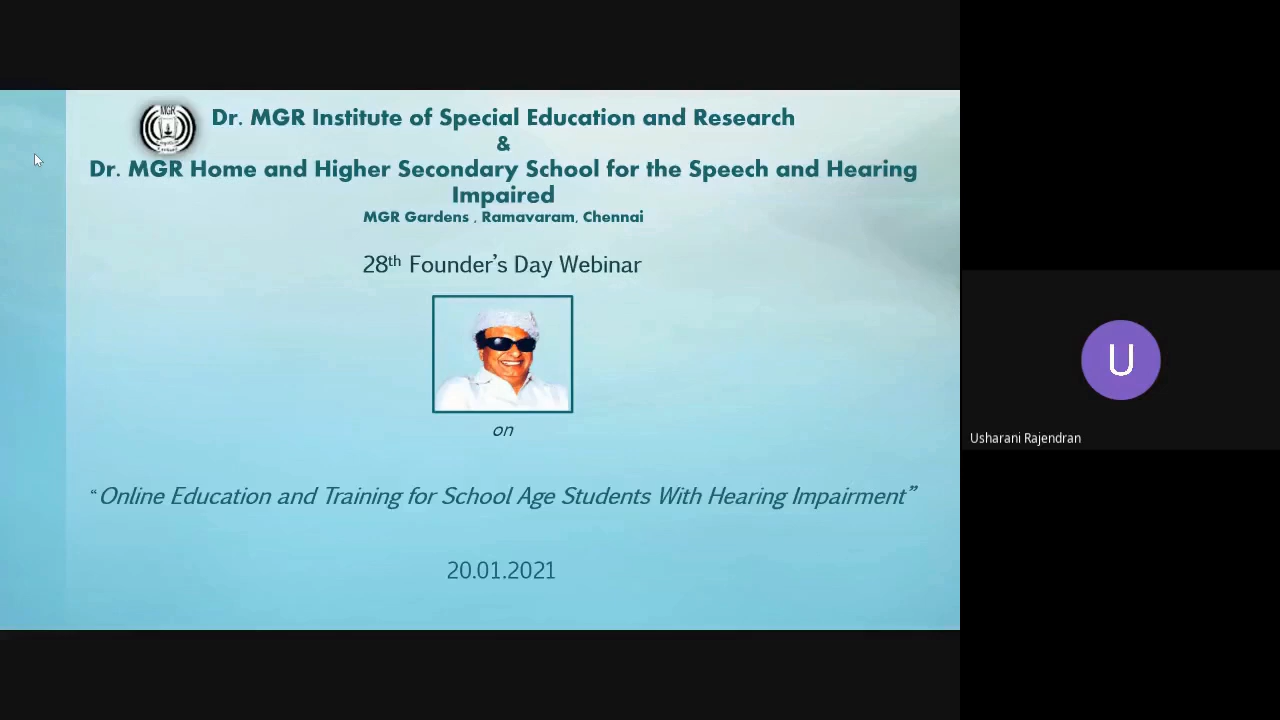 MGR
Dr. MGR Institute of Special Education and Research
&
Dr. MGR Home and Higher Secondary School for the Speech and Hearing
Impaired
MGR Gardens , Ramavaram, Chennai
28th Founder’s Day Webinar
on
“Online Education and Training for School Age Students With Hearing Impairment”
20.01.2021
U
Usharani Rajendran